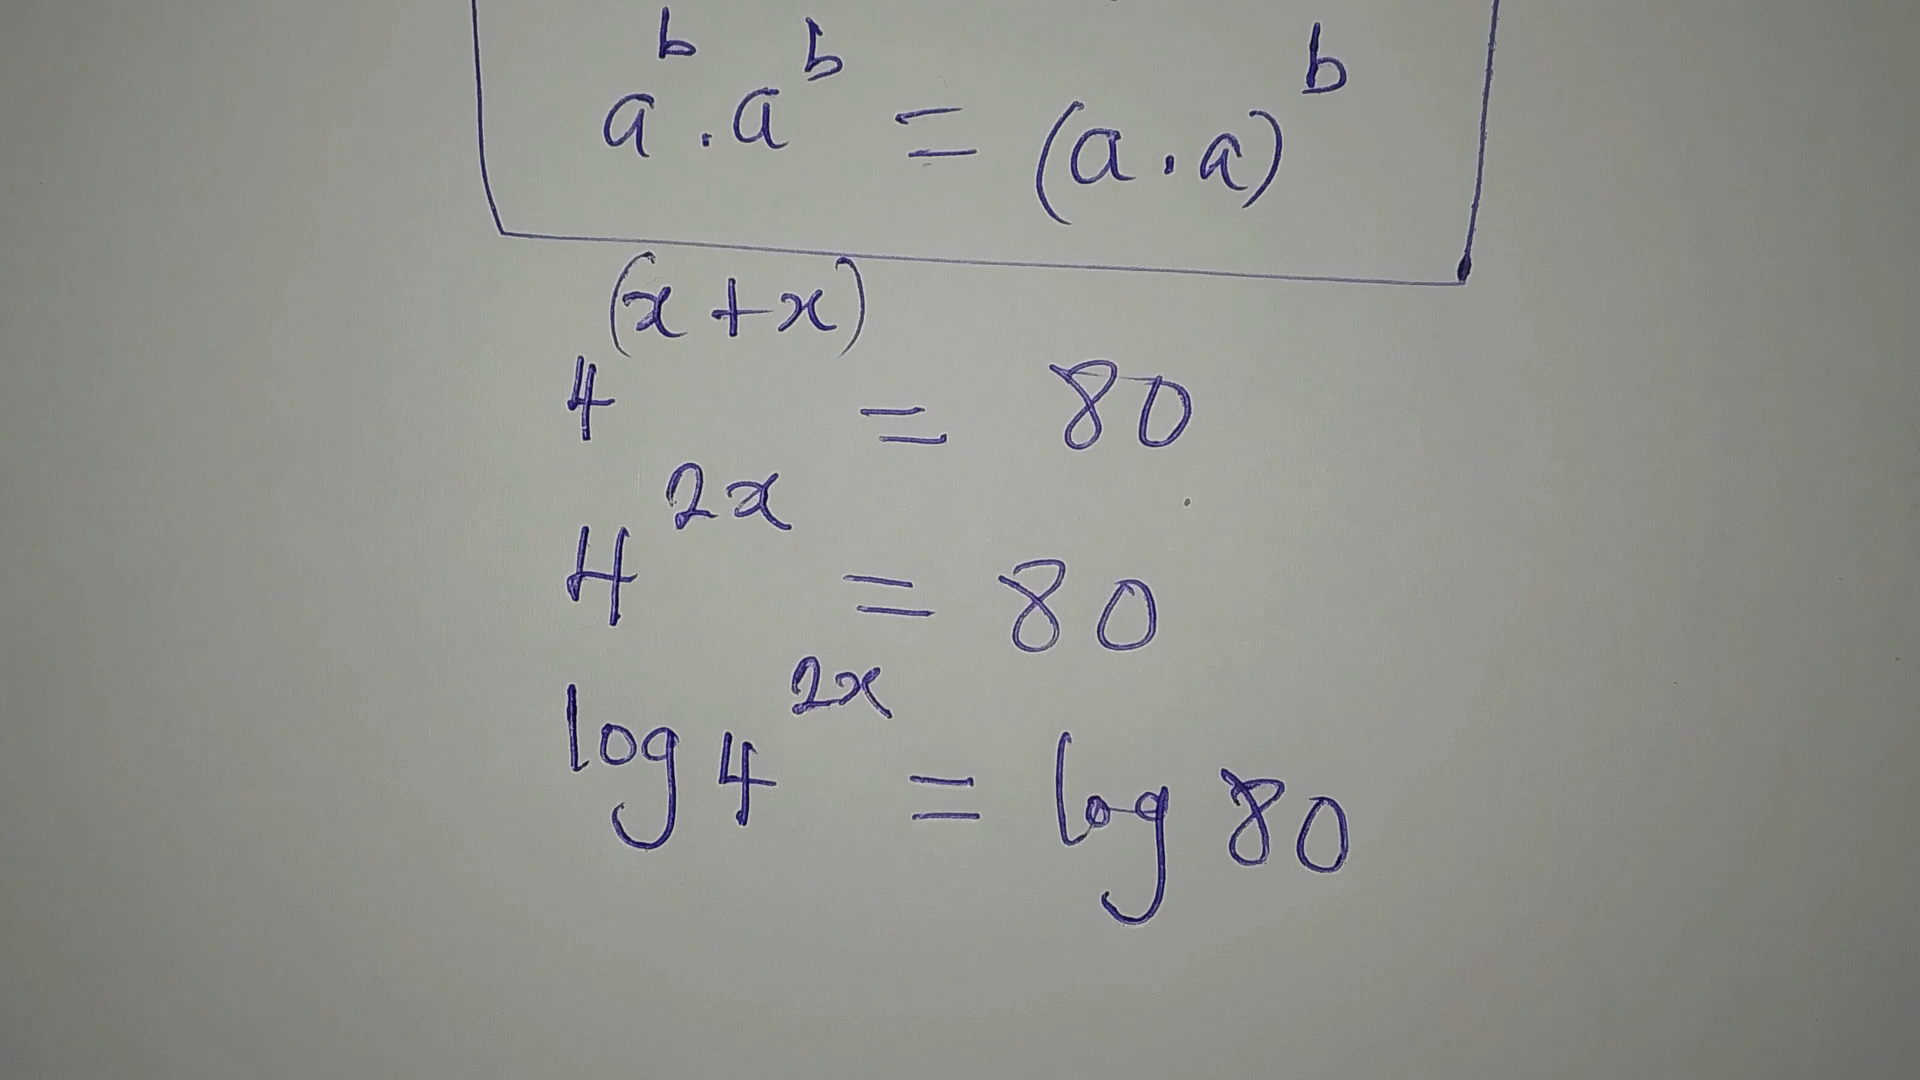 a^b . a^b = (a . a)^b
4^(x + x) = 80
4^2x = 80
log 4^2x = log 80